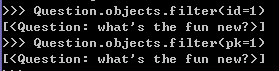 >>> Question.objects.filter(id=1)
[<Question: what's the fun new?>]
>>> Question.objects.filter(pk=1)
[<Question: what's the fun new?>]